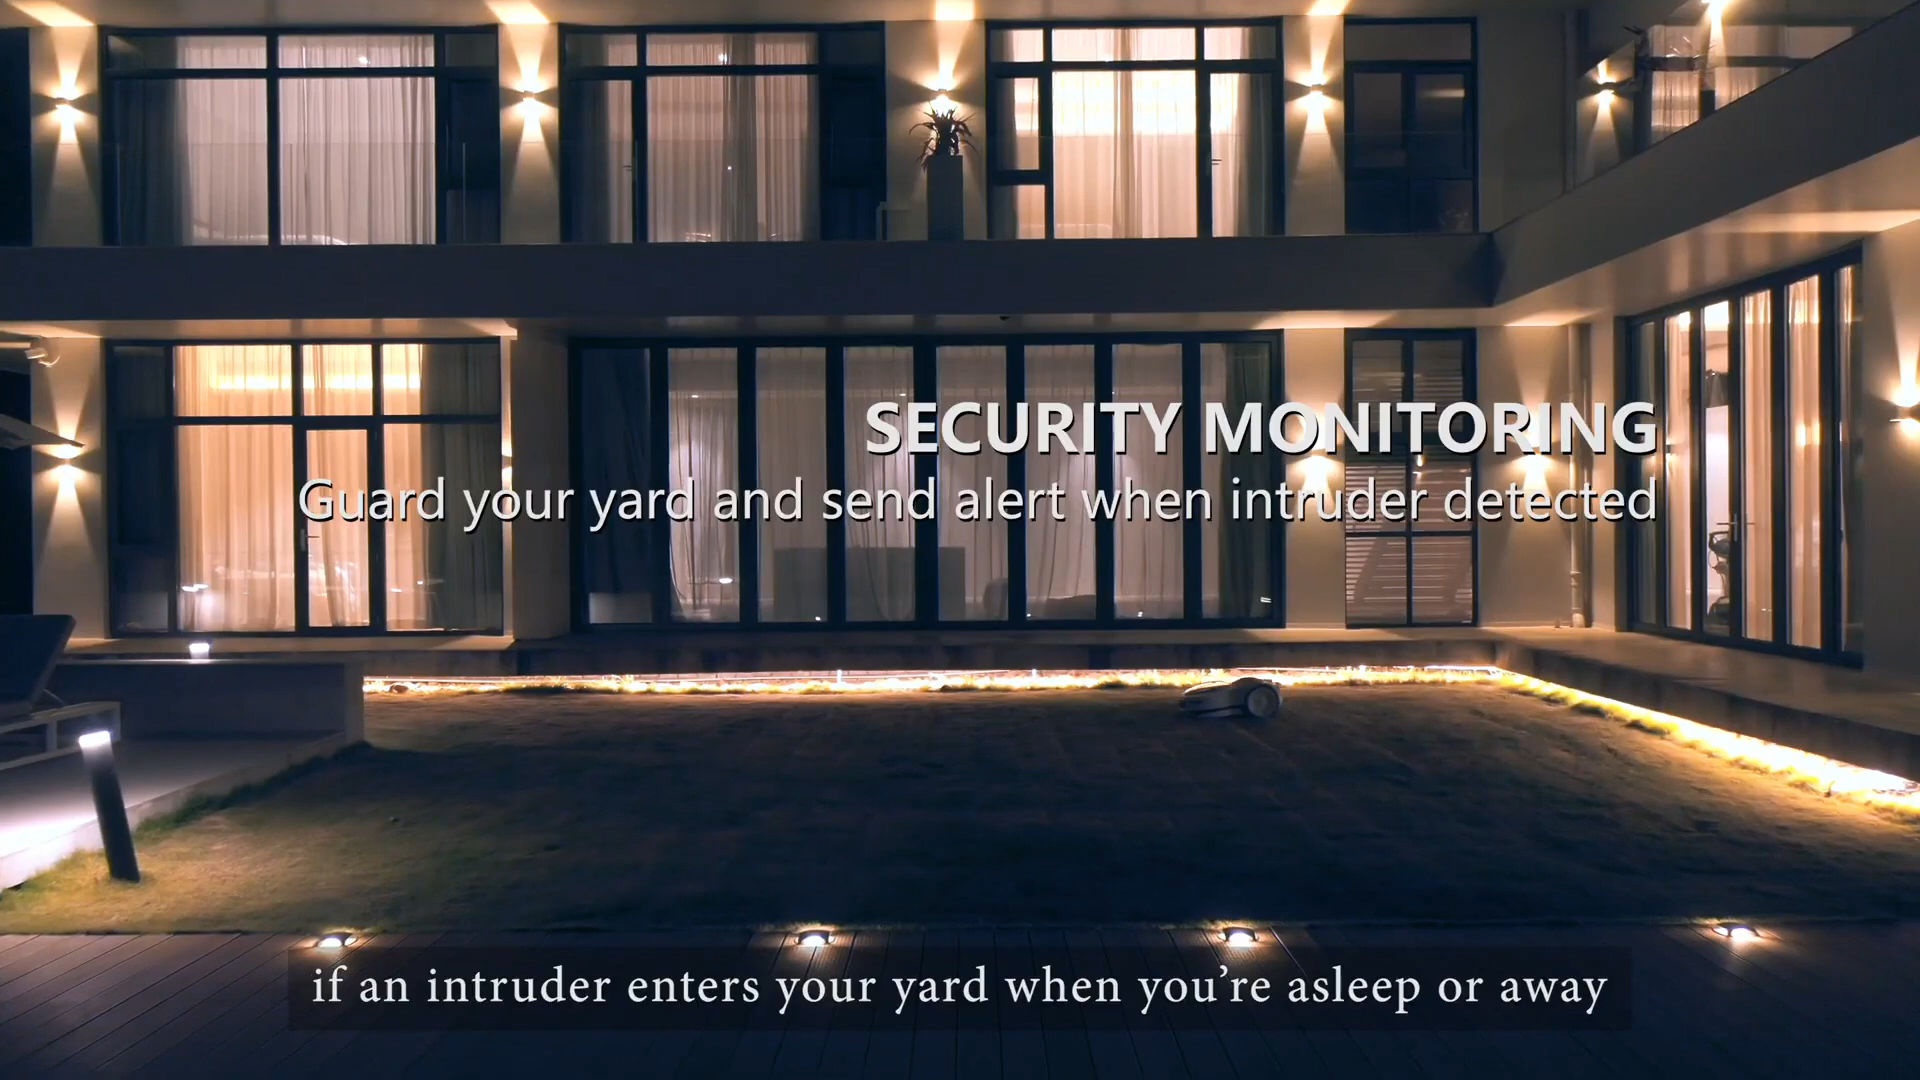 SECURITY MONITORING
Guard your yard and send alert when intruder detected
if an intruder enters your yard when you’re asleep or away